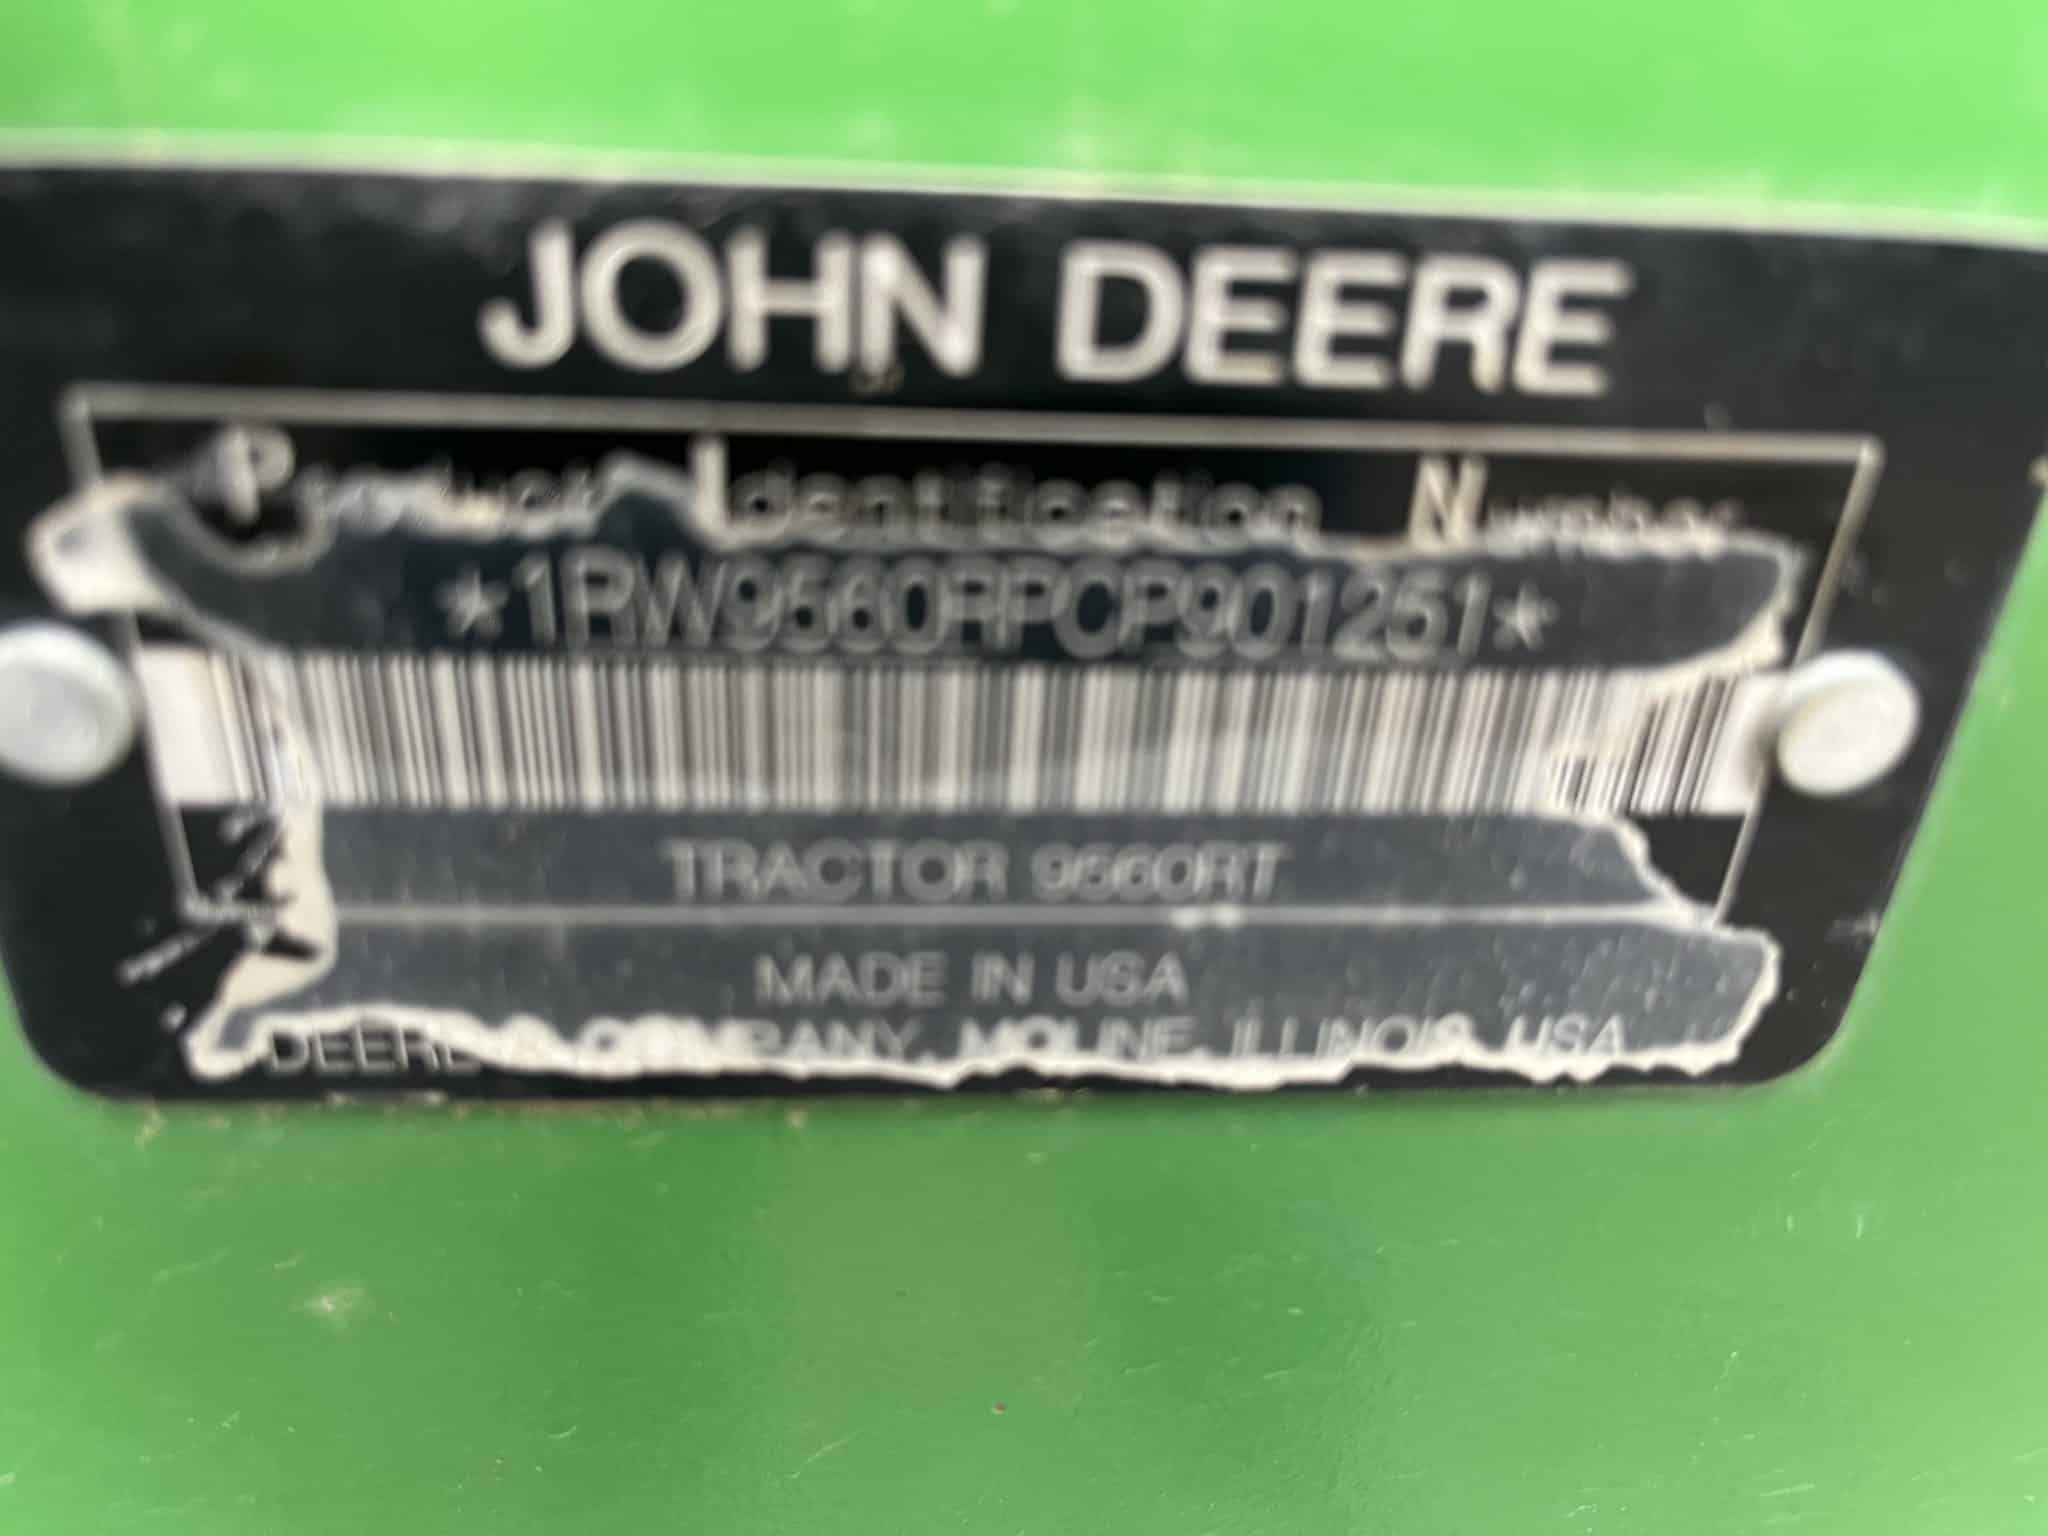 JOHN DEERE
Product Identification Number
*1RW9560RPCP901251*
TRACTOR 9560RT
MADE IN USA
DEERE & COMPANY, MOLINE, ILLINOIS, USA